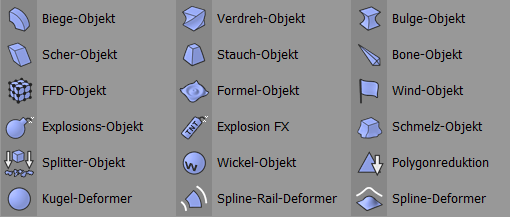 Biege-Objekt Verdreh-Objekt Bulge-Objekt
Scher-Objekt Stauch-Objekt Bone-Objekt
FFD-Objekt Formel-Objekt Wind-Objekt
Explosions-Objekt TNT Explosion FX Schmelz-Objekt
Splitter-Objekt W Wickel-Objekt Polygonreduktion
Kugel-Deformer Spline-Rail-Deformer Spline-Deformer